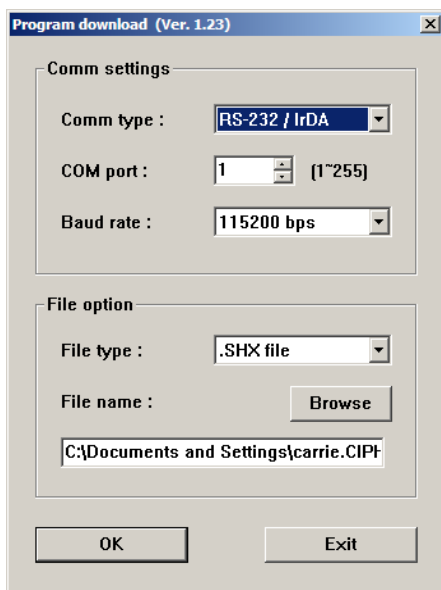 Program download (Ver. 1.23)
Comm settings
Comm type : RS-232 / IrDA
COM port : 1 (1~255)
Baud rate : 115200 bps
File option
File type : .SHX file
File name : Browse
C:\Documents and Settings\carrie.CIPH
OK Exit